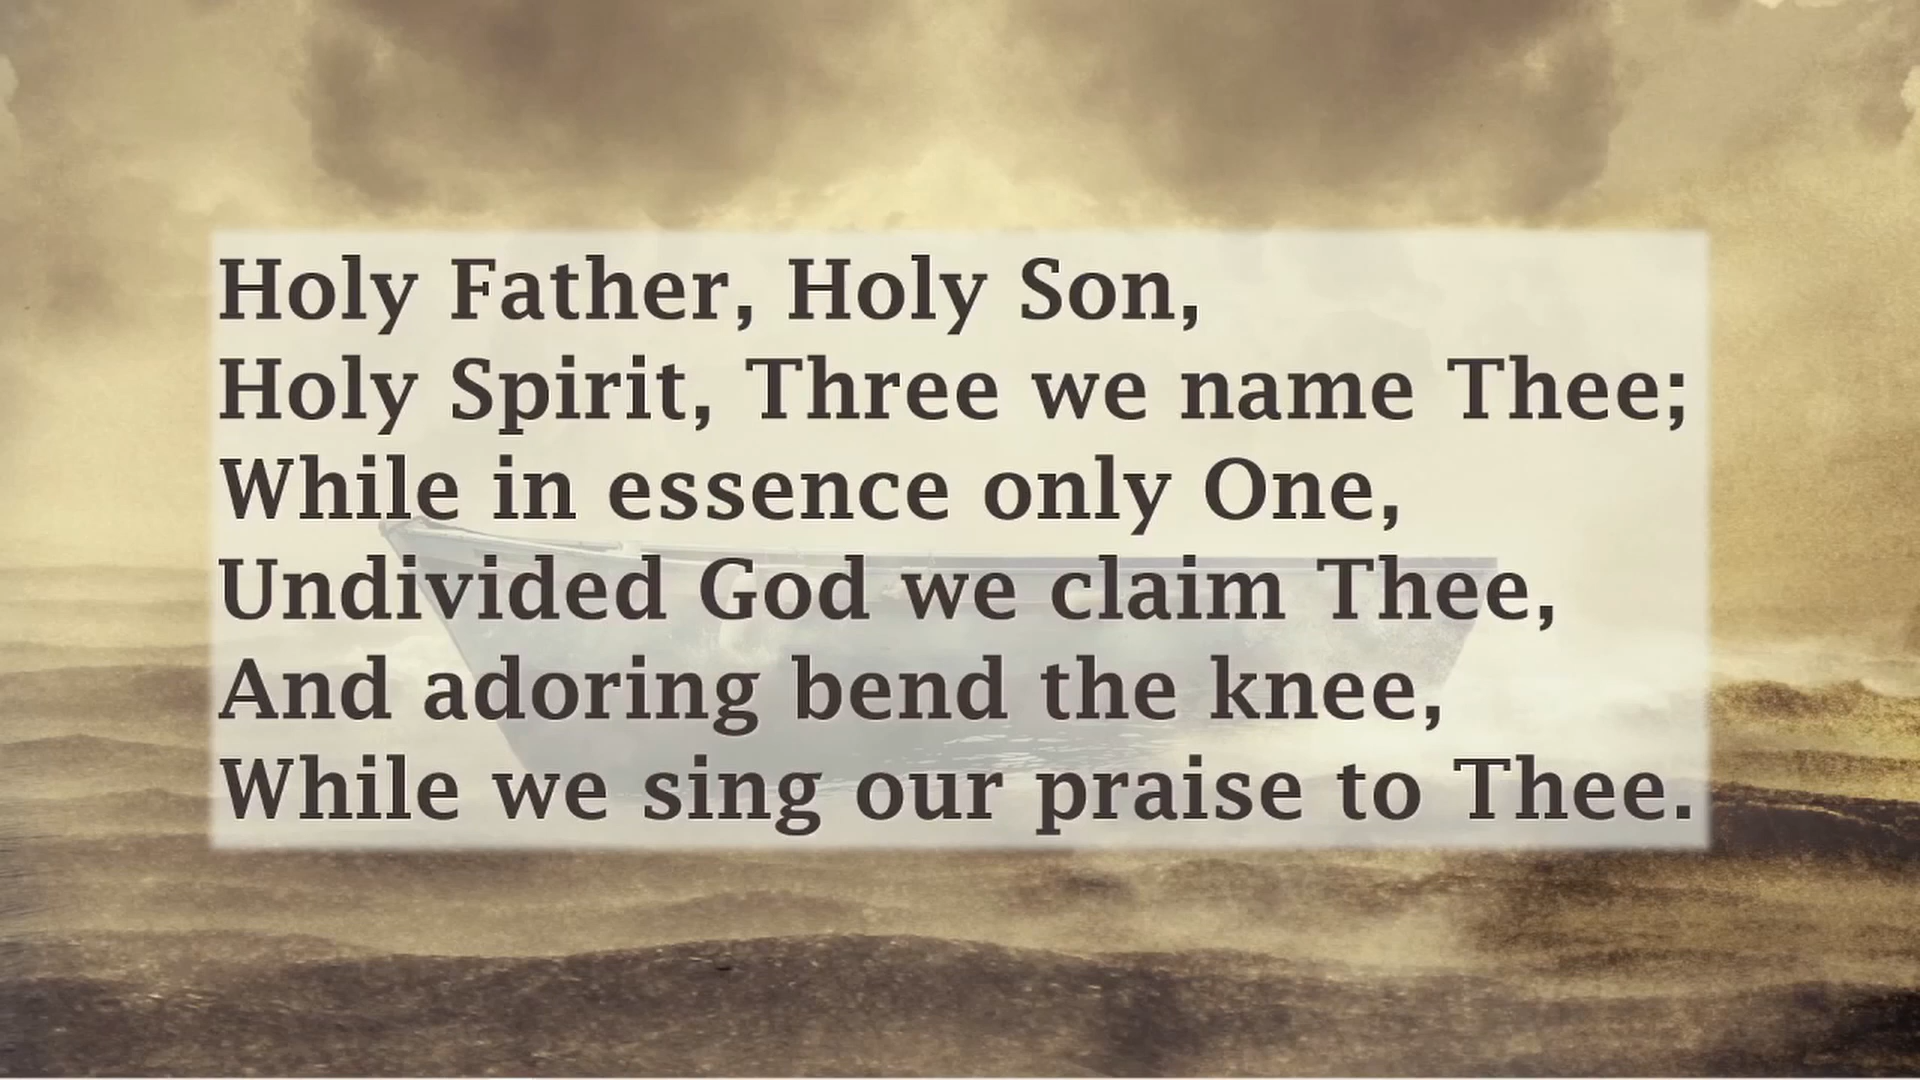 Holy Father, Holy Son,
Holy Spirit, Three we name Thee;
While in essence only One,
Undivided God we claim Thee,
And adoring bend the knee,
While we sing our praise to Thee.